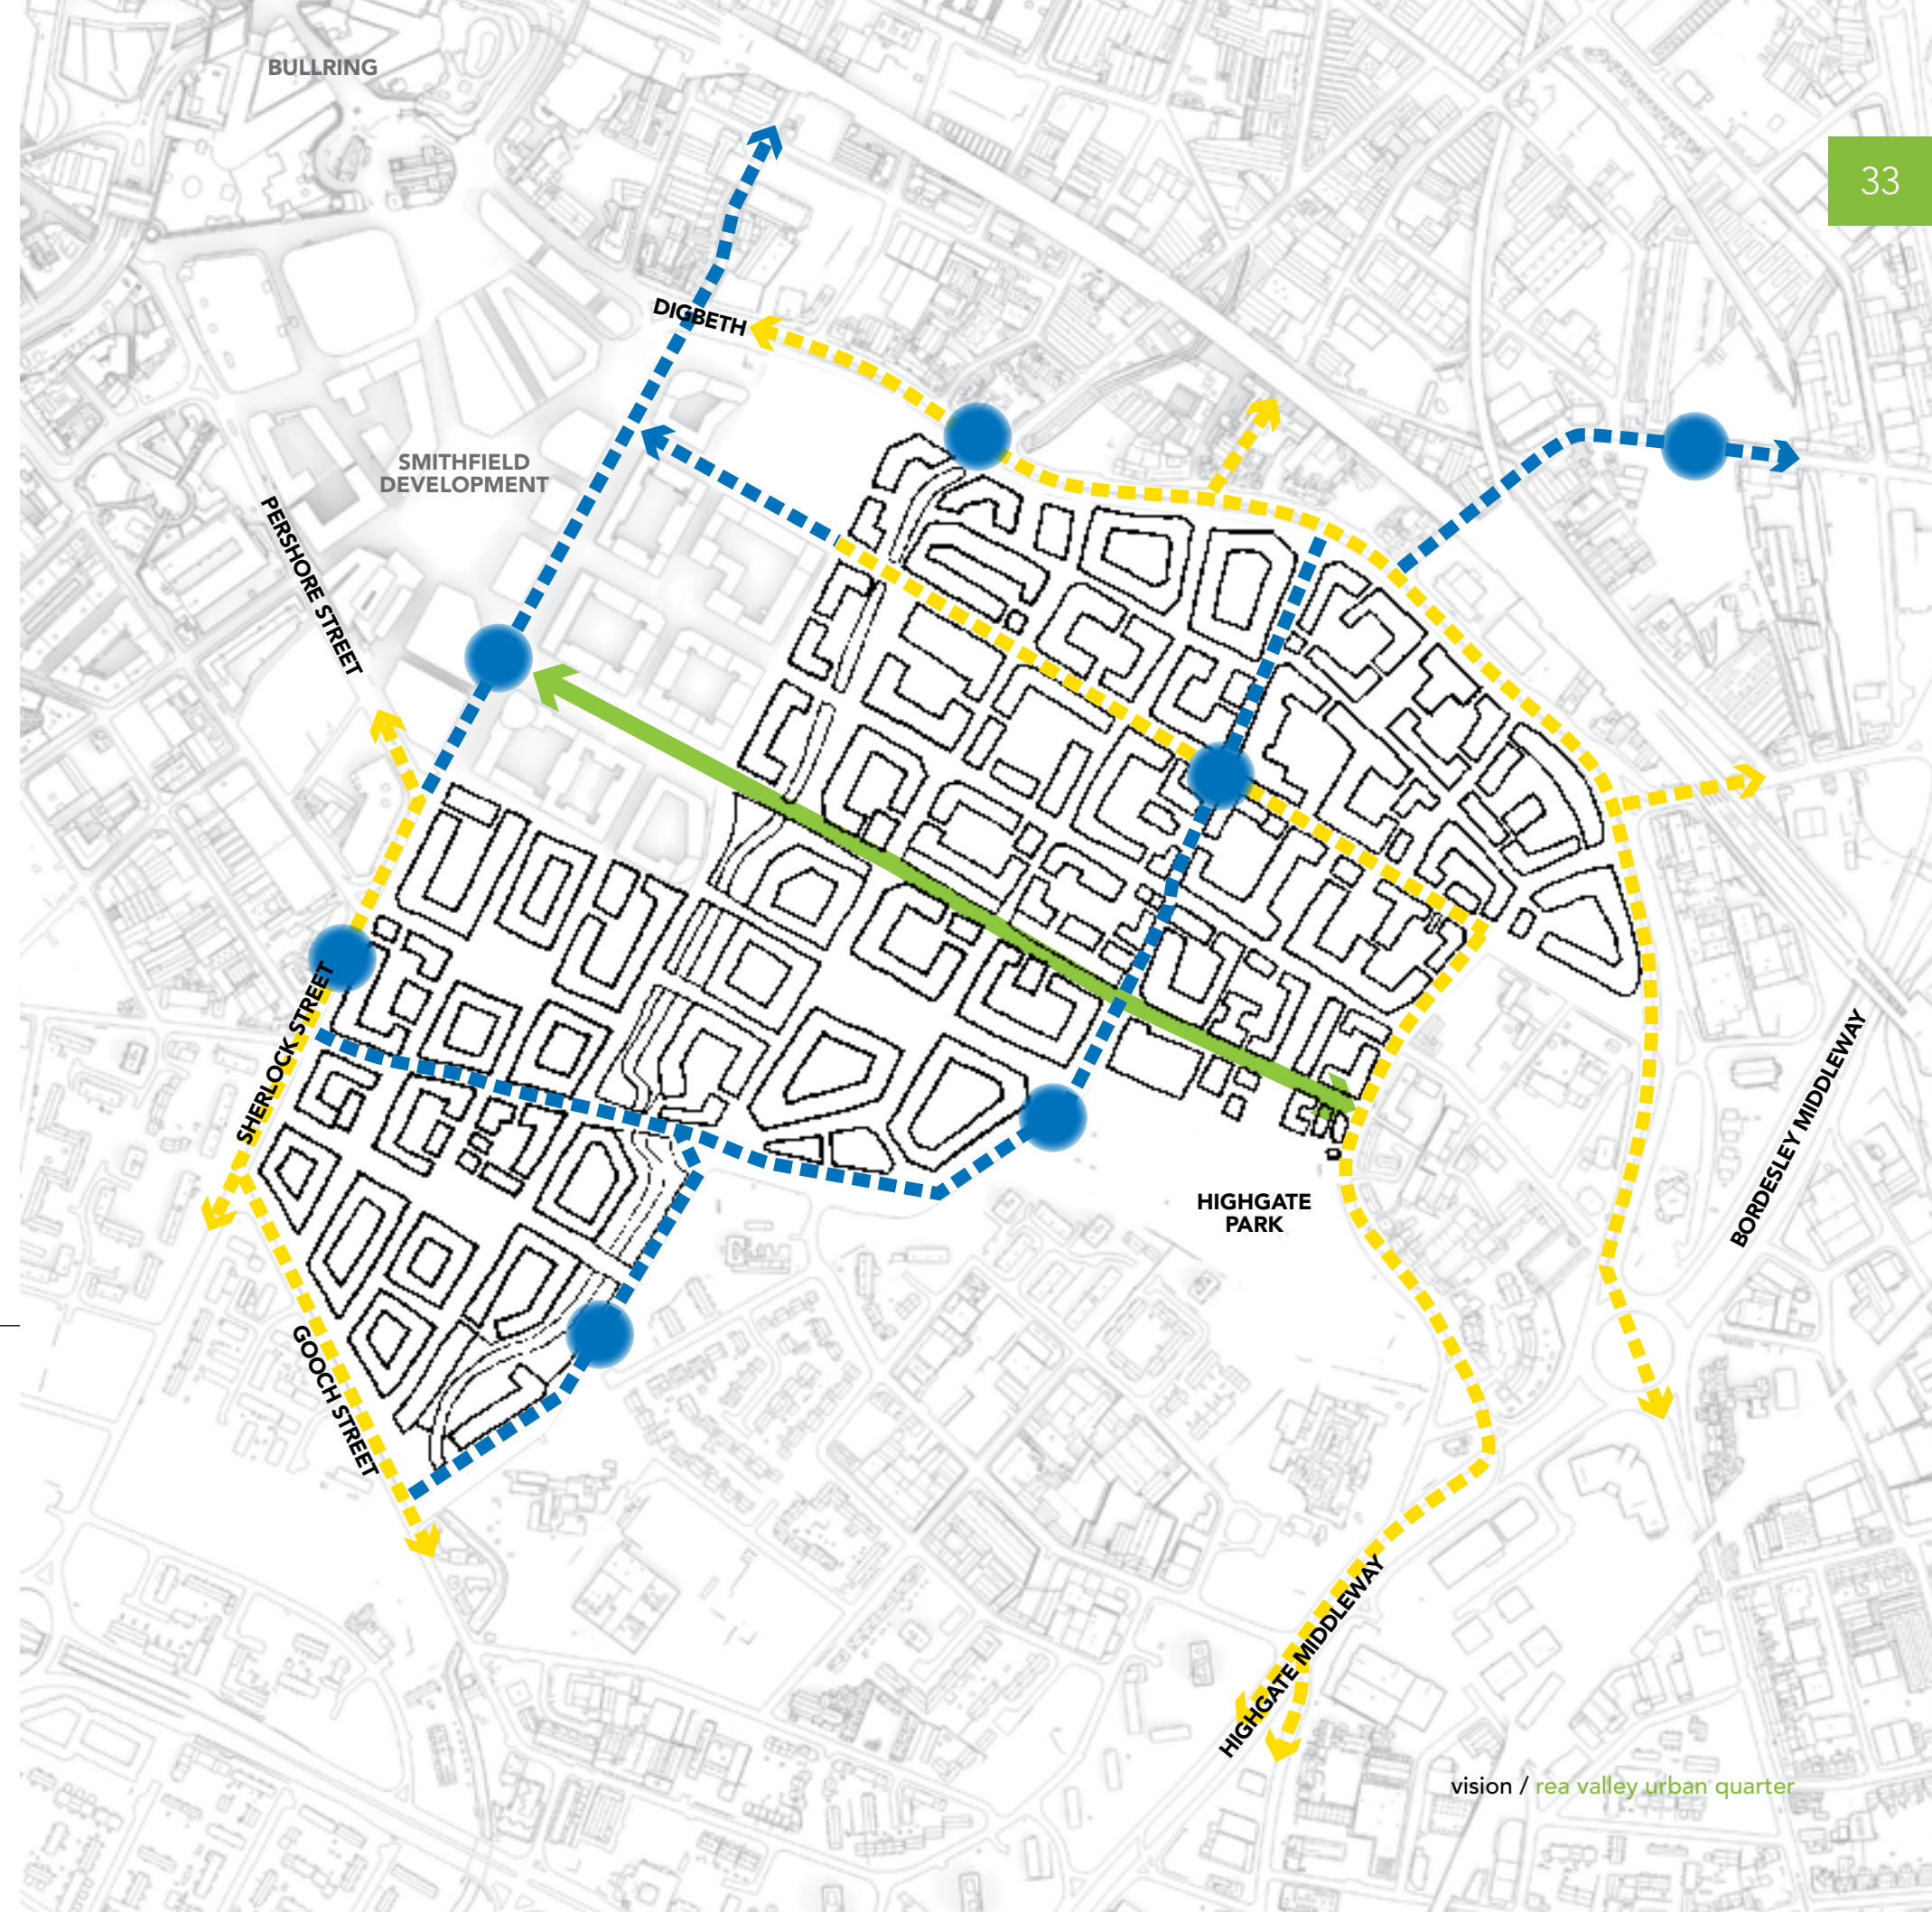 BULLRING
33
DIGBETH
SMITHFIELD
DEVELOPMENT
PERSHORE STREET
SHERLOCK STREET
BORDESLEY MIDDLEWAY
HIGHGATE
PARK
GOOCH STREET
HIGHGATE MIDDLEWAY
vision / rea valley urban quarter